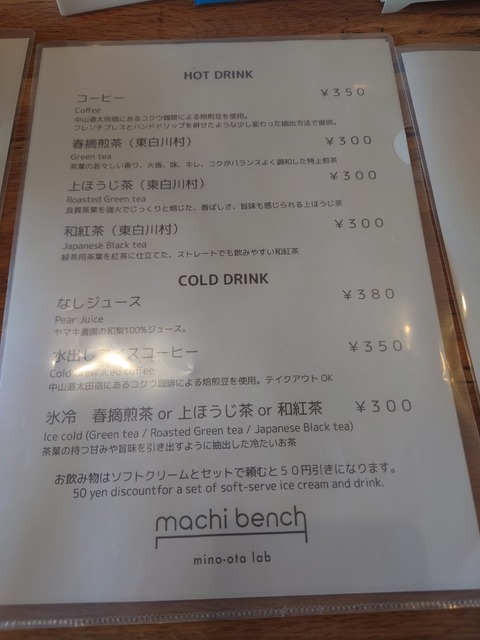 HOT DRINK
コーヒー ￥350
Coffee
中山道太田宿にあるコクウ珈琲による焙煎豆を使用。
フレンチプレスとハンドドリップを併せたような少し変わった抽出方法で提供。
春摘煎茶（東白川村） ￥300
Green tea
茶葉の若々しい香り、火香、味、キレ、コクがバランスよく調和した特上煎茶
上ほうじ茶（東白川村） ￥300
Roasted Green tea
良質茶葉を強火でじっくりと焙じた、香ばしさ、旨味も感じられる上ほうじ茶
和紅茶（東白川村） ￥300
Japanese Black tea
緑茶用茶葉を紅茶に仕立てた、ストレートでも飲みやすい和紅茶
COLD DRINK
なしジュース ￥380
Pear Juice
ヤマキ農園の和梨100%ジュース。
水出しアイスコーヒー ￥350
Cold brew iced coffee
中山道太田宿にあるコクウ珈琲による焙煎豆を使用。テイクアウト OK
氷冷 春摘煎茶 or 上ほうじ茶 or 和紅茶 ￥300
Ice cold (Green tea / Roasted Green tea / Japanese Black tea)
茶葉の持つ甘みや旨味を引き出すように抽出した冷たいお茶
お飲み物はソフトクリームとセットで頼むと５０円引きになります。
50 yen discountfor a set of soft-serve ice cream and drink.
machi bench
mino-ota lab